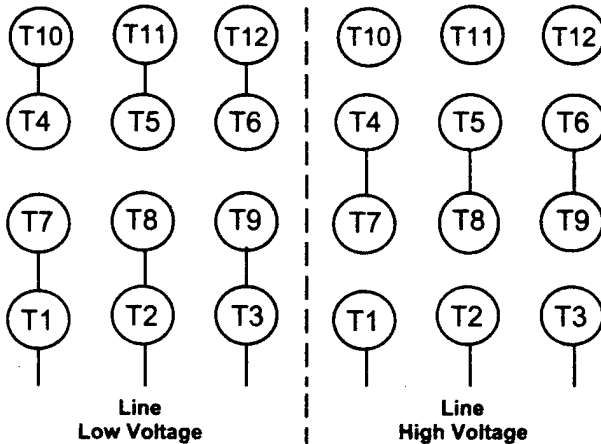 T10 T11 T12 T10 T11 T12
T4 T5 T6 T4 T5 T6
T7 T8 T9 T7 T8 T9
T1 T2 T3 T1 T2 T3
Line Line
Low Voltage High Voltage